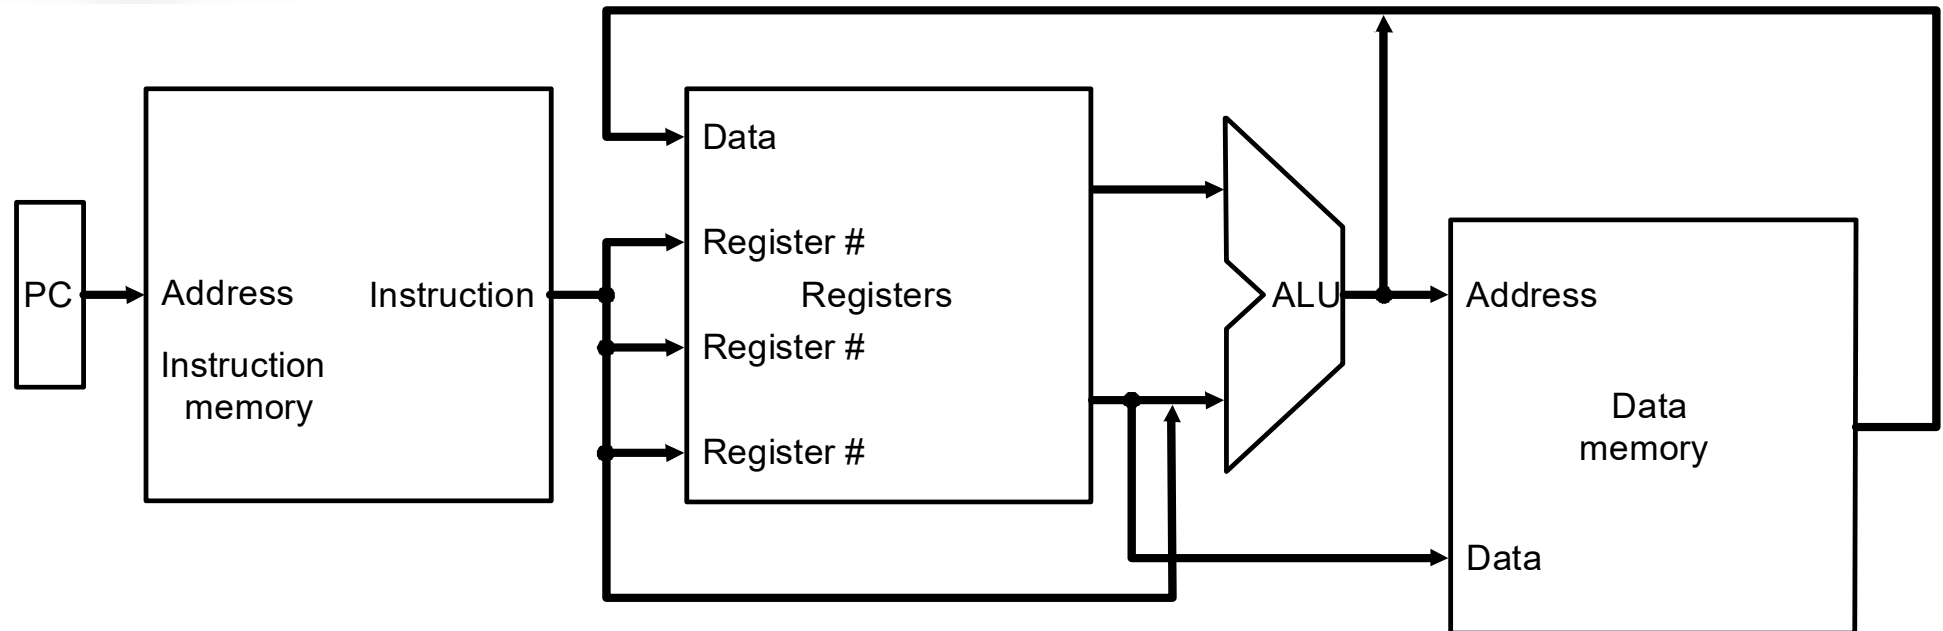 PC
Address
Instruction
Instruction
memory
Data
Register #
Registers
Register #
Register #
ALU
Address
Data
memory
Data